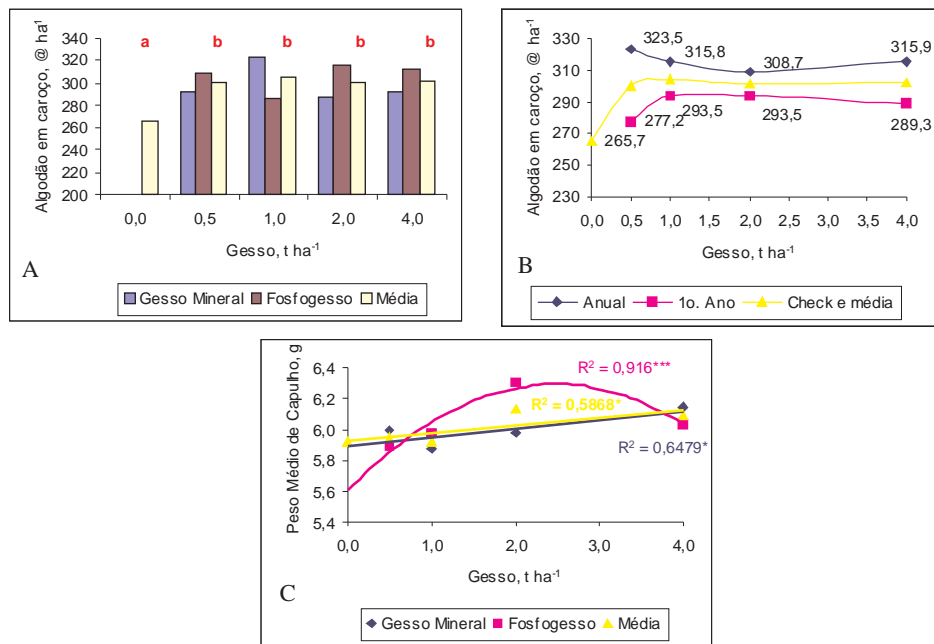 Algodão em caroço, @ ha-1
340
320
300
280
260
240
220
200
a b b b b
0,0 0,5 1,0 2,0 4,0
Gesso, t ha-1
A
Gesso Mineral Fosfogesso Média
Algodão em caroço, @ ha-1
330
310
290
270
250
230
323,5
315,8
308,7
315,9
265,7
277,2
293,5
293,5
289,3
0,0 0,5 1,0 1,5 2,0 2,5 3,0 3,5 4,0
Gesso, t ha-1
B
Anual 1o. Ano Check e média
Peso Médio de Capulho, g
6,4
6,2
6,0
5,8
5,6
5,4
R2 = 0,916***
R2 = 0,5868*
R2 = 0,6479*
0,0 1,0 2,0 3,0 4,0
Gesso, t ha-1
C
Gesso Mineral Fosfogesso Média